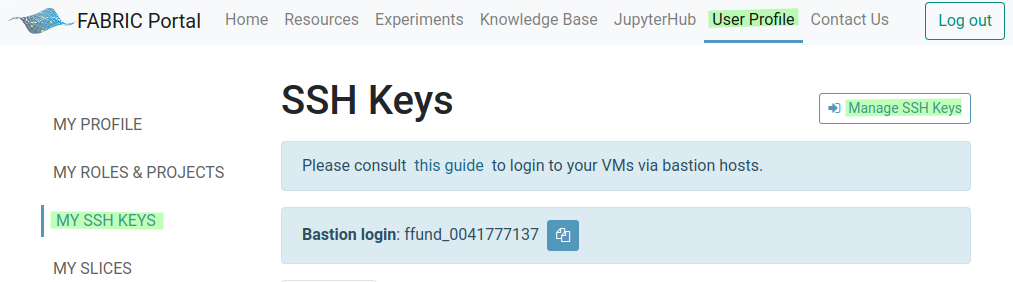 FABRIC Portal Home Resources Experiments Knowledge Base JupyterHub User Profile Contact Us Log out
SSH Keys
Manage SSH Keys
MY PROFILE
MY ROLES & PROJECTS
MY SSH KEYS
MY SLICES
Please consult this guide to login to your VMs via bastion hosts.
Bastion login: ffund_0041777137